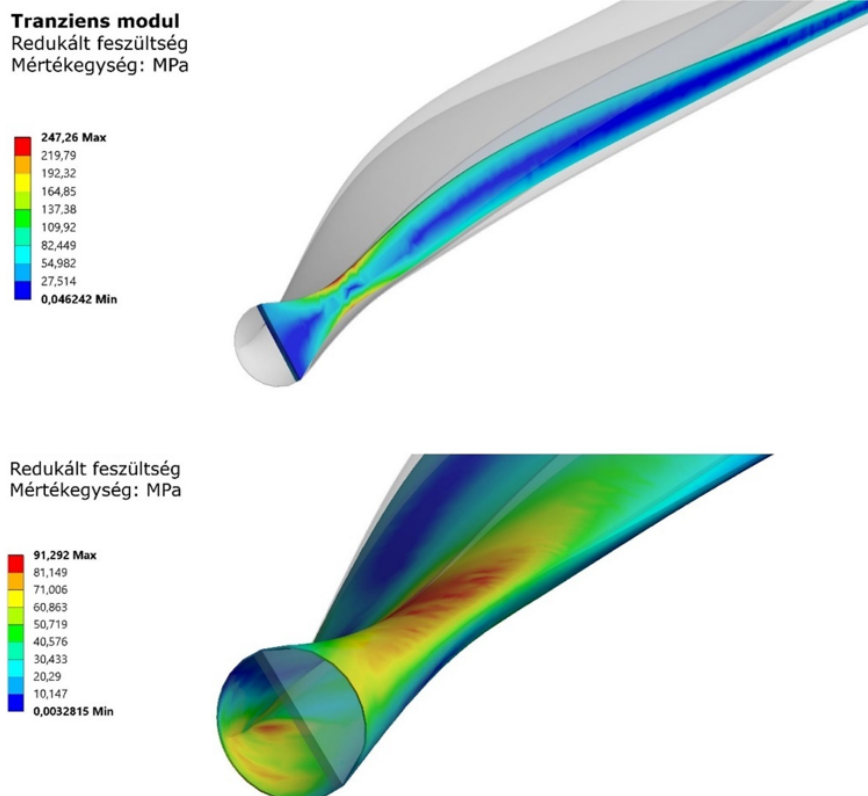 Tranziens modul
Redukált feszültség
Mértékegység: MPa
247,26 Max
219,79
192,32
164,85
137,38
109,92
82,449
54,982
27,514
0,046242 Min
Redukált feszültség
Mértékegység: MPa
91,292 Max
81,149
71,006
60,863
50,719
40,576
30,433
20,29
10,147
0,0032815 Min